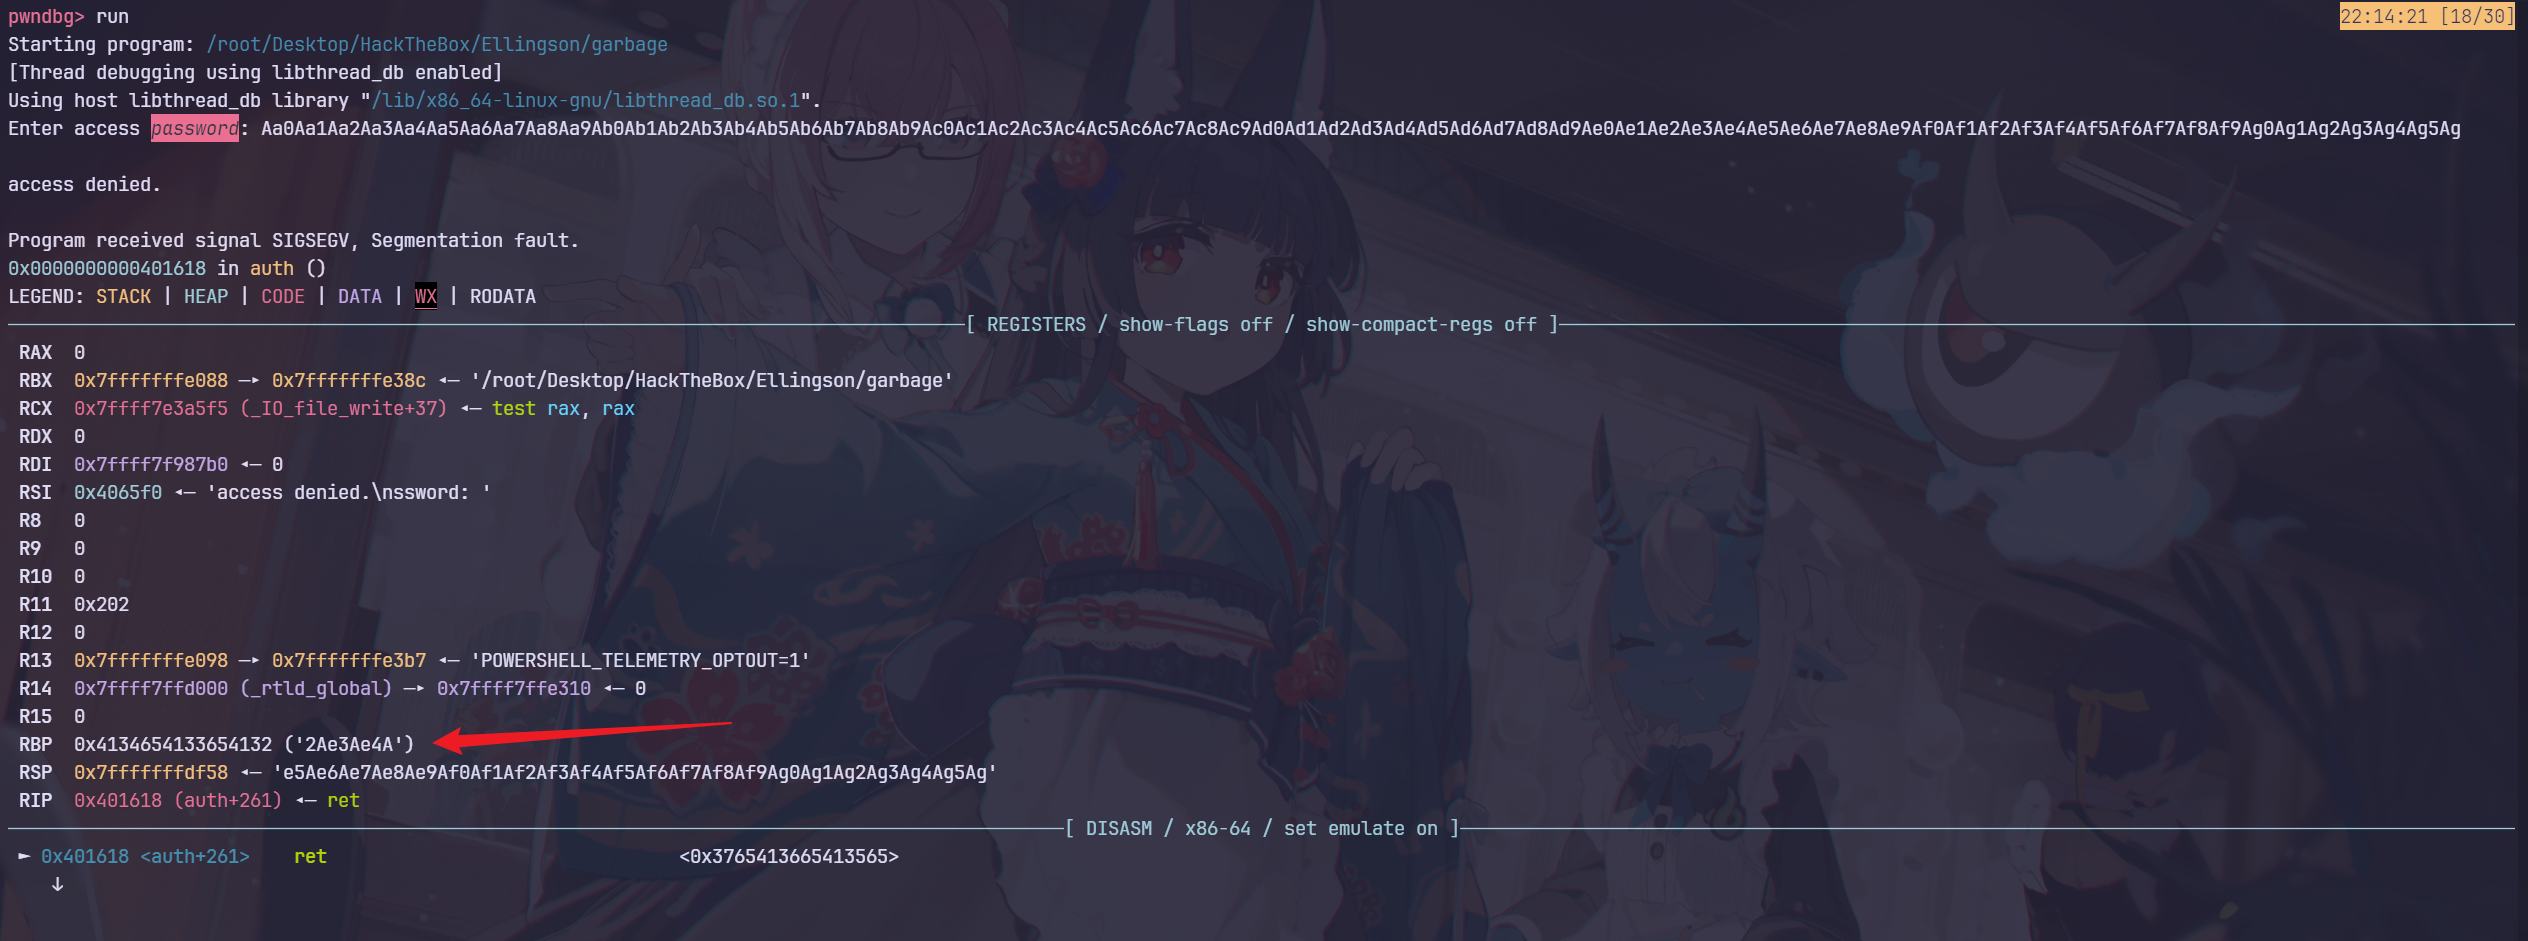 pwndbg> run
22:14:21 [18/30]
Starting program: /root/Desktop/HackTheBox/Ellingson/garbage
[Thread debugging using libthread_db enabled]
Using host libthread_db library "/lib/x86_64-linux-gnu/libthread_db.so.1".
Enter access password: Aa0Aa1Aa2Aa3Aa4Aa5Aa6Aa7Aa8Aa9Ab0Ab1Ab2Ab3Ab4Ab5Ab6Ab7Ab8Ab9Ac0Ac1Ac2Ac3Ac4Ac5Ac6Ac7Ac8Ac9Ad0Ad1Ad2Ad3Ad4Ad5Ad6Ad7Ad8Ad9Ae0Ae1Ae2Ae3Ae4Ae5Ae6Ae7Ae8Ae9Af0Af1Af2Af3Af4Af5Af6Af7Af8Af9Ag0Ag1Ag2Ag3Ag4Ag5Ag
access denied.
Program received signal SIGSEGV, Segmentation fault.
0x0000000000401618 in auth ()
LEGEND: STACK | HEAP | CODE | DATA | WX | RODATA
[ REGISTERS / show-flags off / show-compact-regs off ]
RAX 0
RBX 0x7fffffffe088 —▸ 0x7fffffffe38c ◂— '/root/Desktop/HackTheBox/Ellingson/garbage'
RCX 0x7ffff7e3a5f5 (_IO_file_write+37) ◂— test rax, rax
RDX 0
RDI 0x7ffff7f987b0 ◂— 0
RSI 0x4065f0 ◂— 'access denied.\nssword: '
R8 0
R9 0
R10 0
R11 0x202
R12 0
R13 0x7fffffffe098 —▸ 0x7fffffffe3b7 ◂— 'POWERSHELL_TELEMETRY_OPTOUT=1'
R14 0x7ffff7ffd000 (_rtld_global) —▸ 0x7ffff7ffe310 ◂— 0
R15 0
RBP 0x4134654133654132 ('2Ae3Ae4A')
RSP 0x7fffffffdf58 ◂— 'e5Ae6Ae7Ae8Ae9Af0Af1Af2Af3Af4Af5Af6Af7Af8Af9Ag0Ag1Ag2Ag3Ag4Ag5Ag'
RIP 0x401618 (auth+261) ◂— ret
[ DISASM / x86-64 / set emulate on ]
► 0x401618 <auth+261> ret <0x3765413665413565>
↓